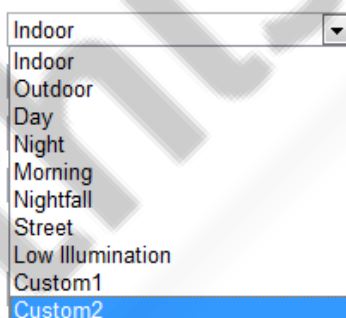 Indoor
Indoor
Outdoor
Day
Night
Morning
Nightfall
Street
Low Illumination
Custom1
Custom2